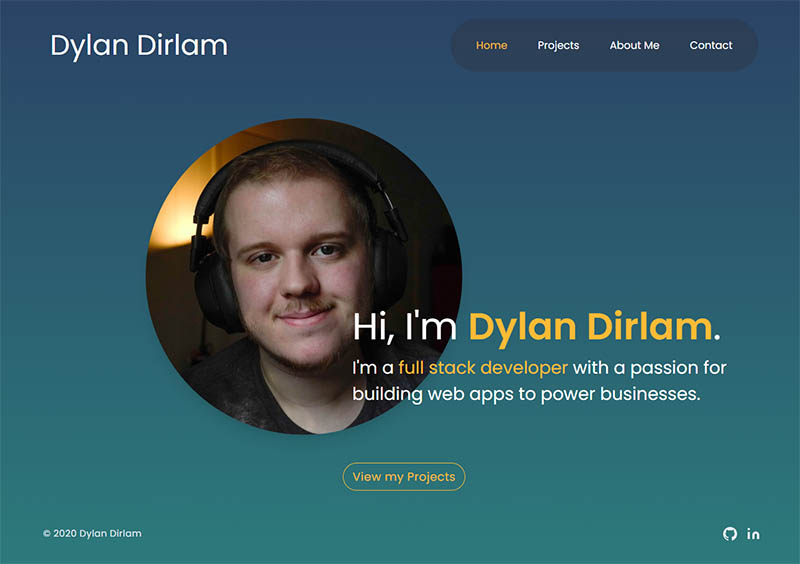 Dylan Dirlam
Home Projects About Me Contact
Hi, I'm Dylan Dirlam.
I'm a full stack developer with a passion for
building web apps to power businesses.
View my Projects
© 2020 Dylan Dirlam
in